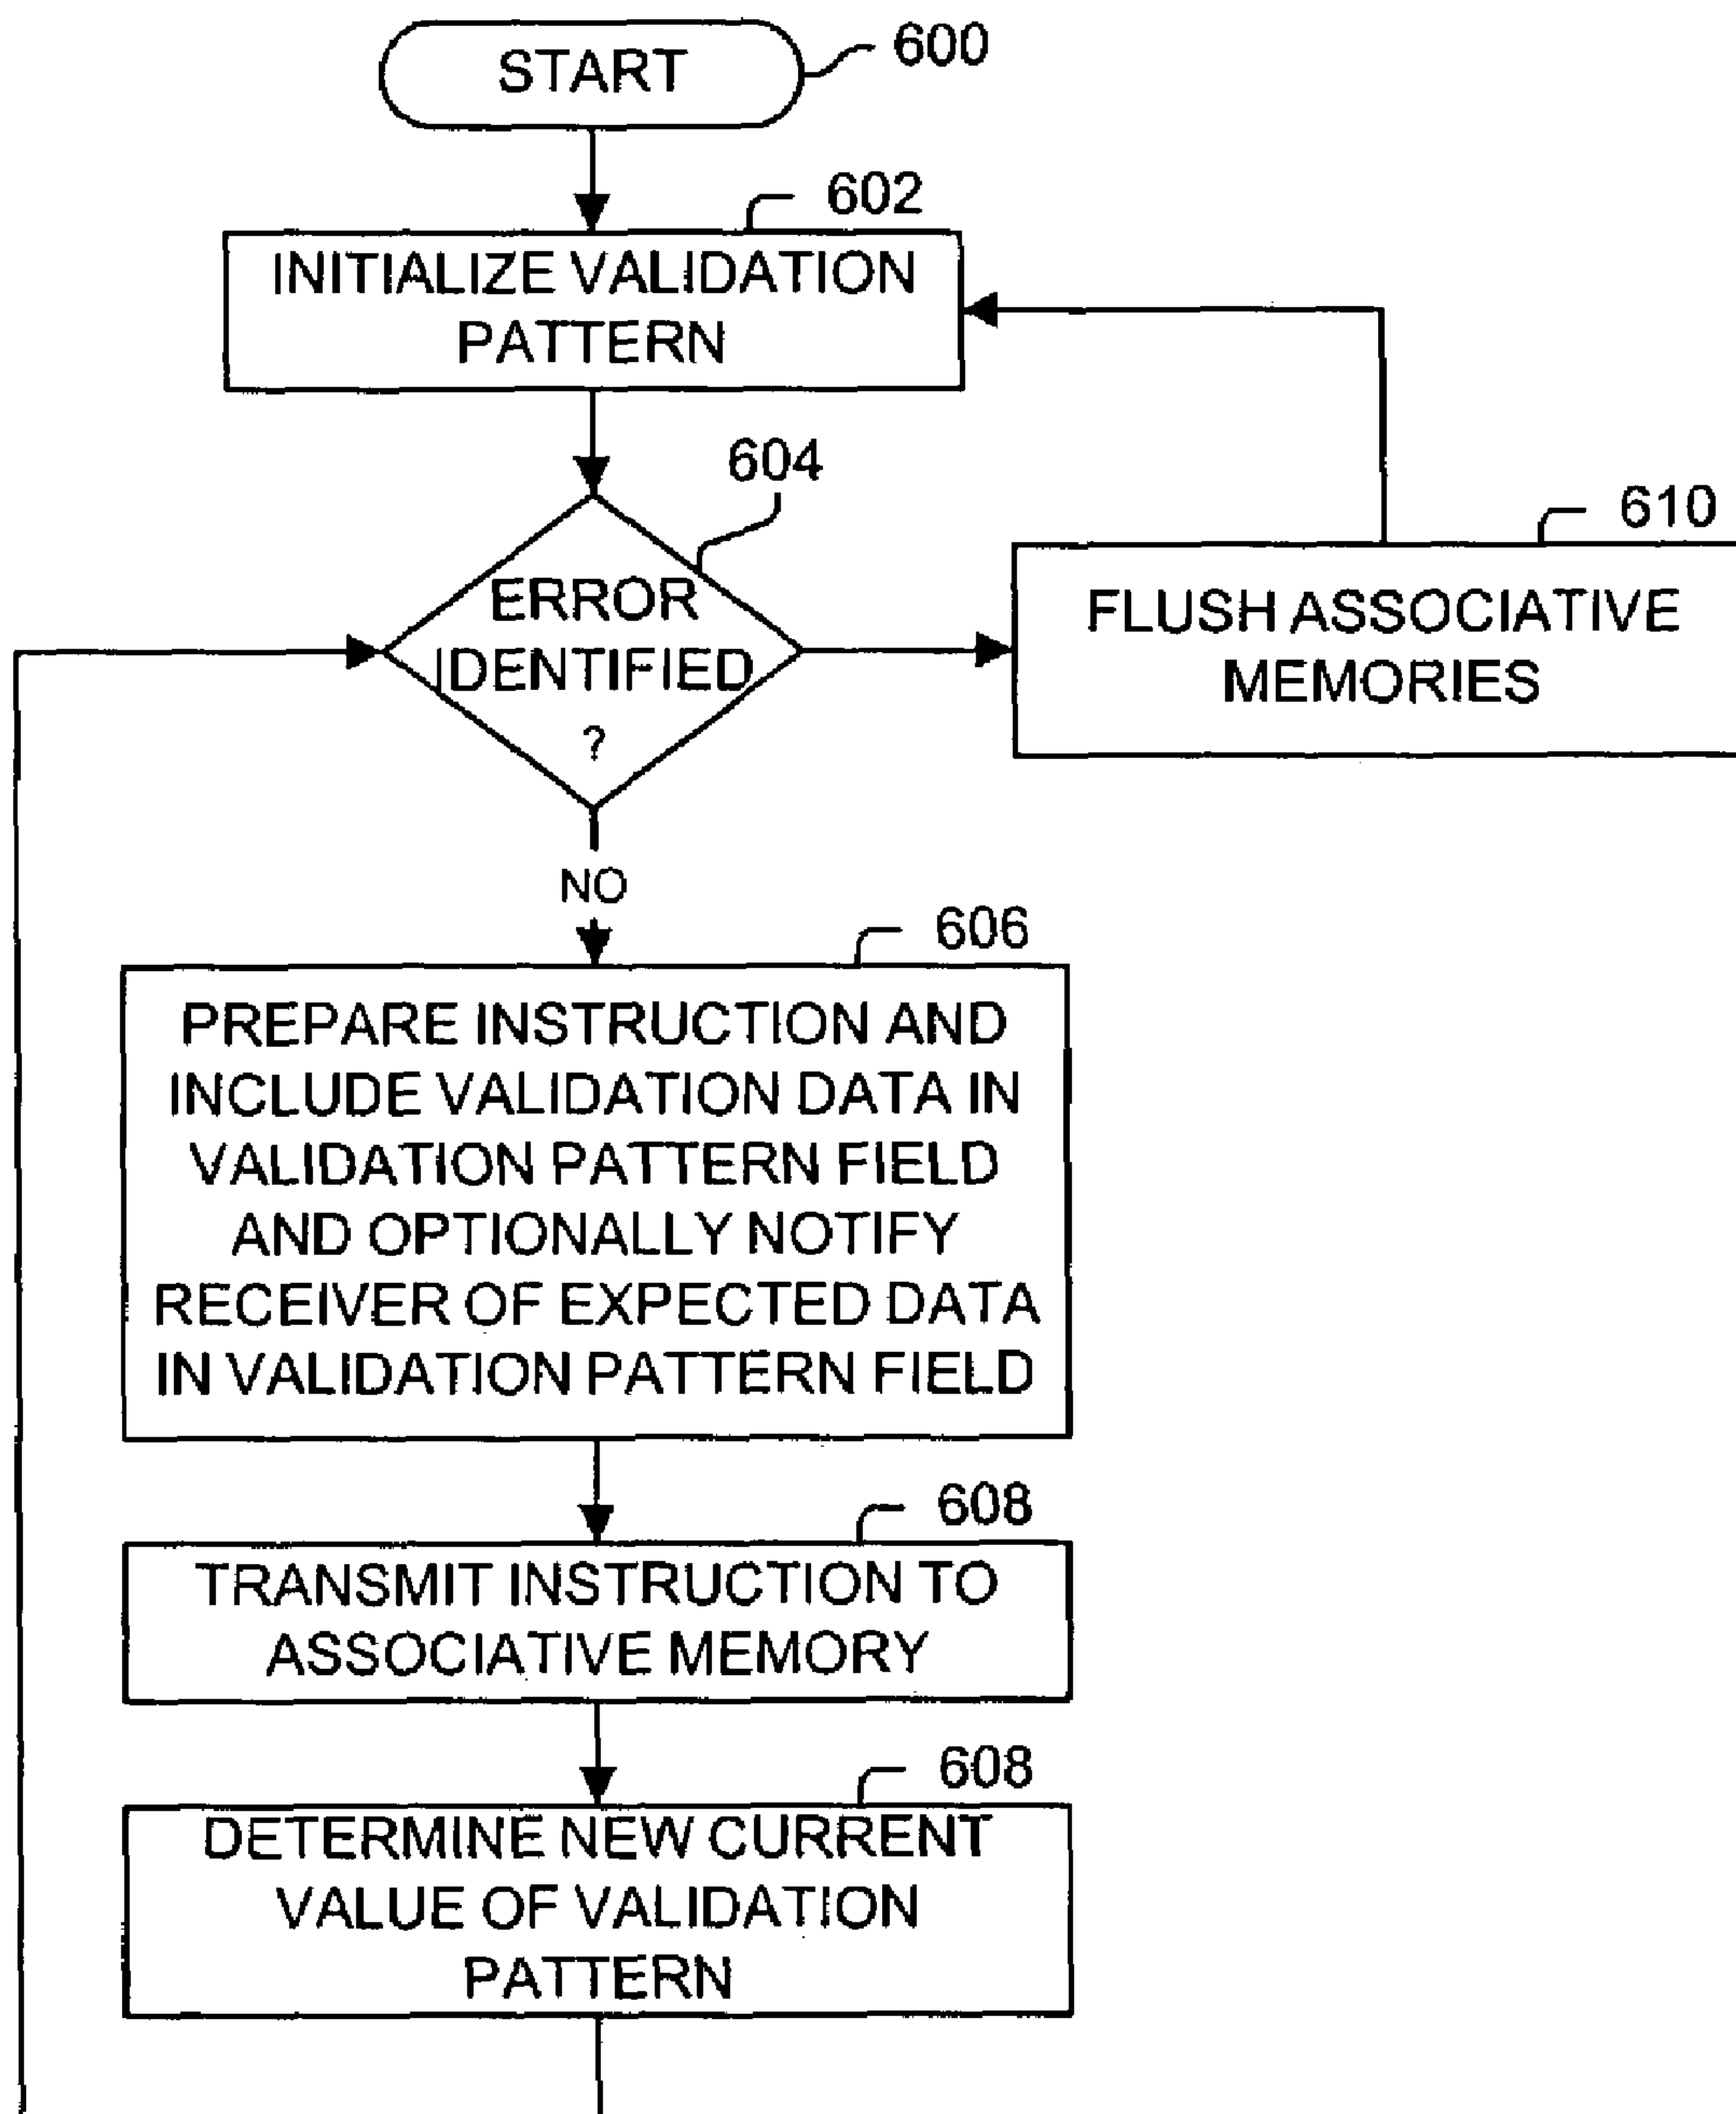 START
600
602
INITIALIZE VALIDATION
PATTERN
604
ERROR
IDENTIFIED
?
610
FLUSH ASSOCIATIVE
MEMORIES
NO
606
PREPARE INSTRUCTION AND
INCLUDE VALIDATION DATA IN
VALIDATION PATTERN FIELD
AND OPTIONALLY NOTIFY
RECEIVER OF EXPECTED DATA
IN VALIDATION PATTERN FIELD
608
TRANSMIT INSTRUCTION TO
ASSOCIATIVE MEMORY
608
DETERMINE NEW CURRENT
VALUE OF VALIDATION
PATTERN